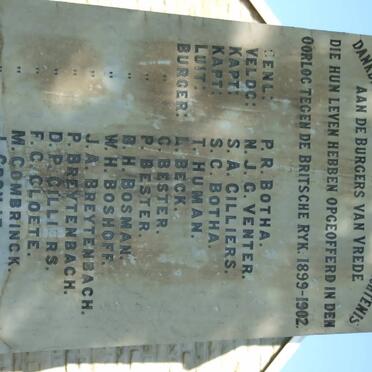 AAN DE BURGERS VAN VREDE
DIE HUN LEVEN HEBBEN OPGEOFFERD IN DEN
OORLOG TEGEN DE BRITSCHE RYK. 1899-1902.
GENL: P. R. BOTHA.
VELDC: N. J. G. VENTER.
KAPT: S. A. CILLIERS.
KAPT: S. C. BOTHA.
LUIT: T. HUMAN.
BURGER: A. BECK.
" C. BESTER.
" P. BESTER.
" B. H. BOSMAN.
" W. H. BOSHOFF.
" J. A. BREYTENBACH.
" P. BREYTENBACH.
" D. P. CILLIERS.
" F. C. CLOETE.
" M. COMBRINCK.